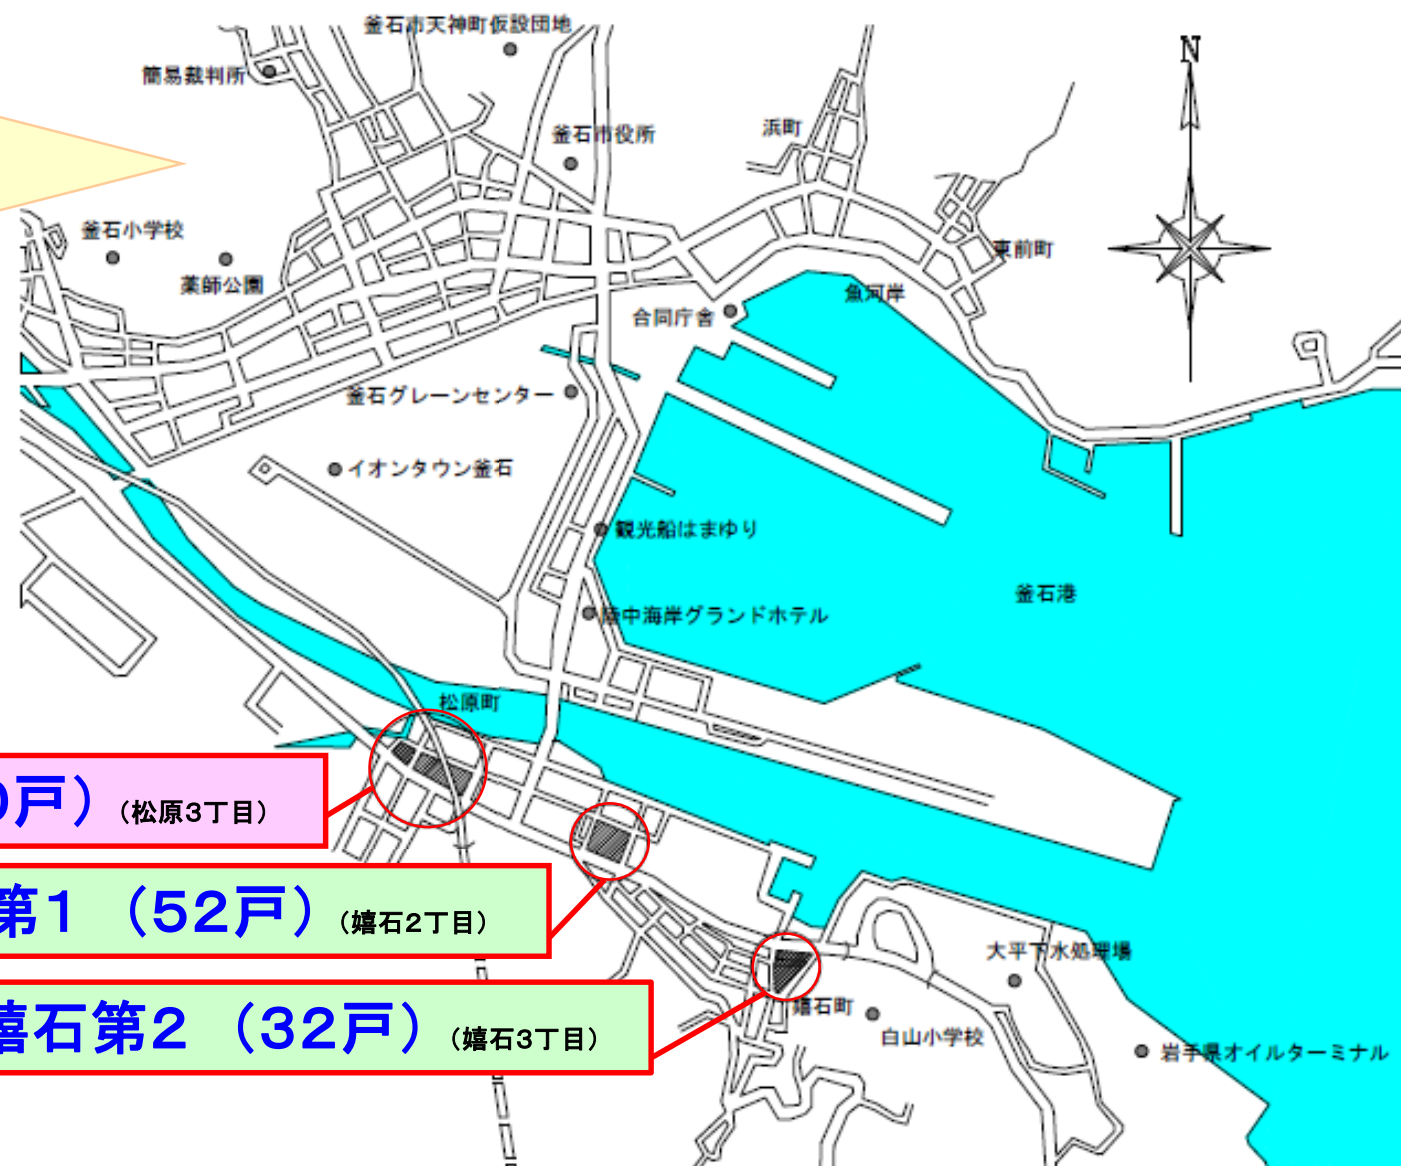 釜石市天神町仮設団地
N
簡易裁判所
浜町
釜石市役所
釜石小学校
東前町
薬師公園
魚河岸
合同庁舎
釜石グレーンセンター
イオンタウン釜石
観光船はまゆり
釜石港
陸中海岸グランドホテル
松原町
戸）（松原3丁目）
第1 （52戸）（嬉石2丁目）
大平下水処理場
嬉石第2 （32戸）（嬉石3丁目）
嬉石町
白山小学校
岩手県オイルターミナル